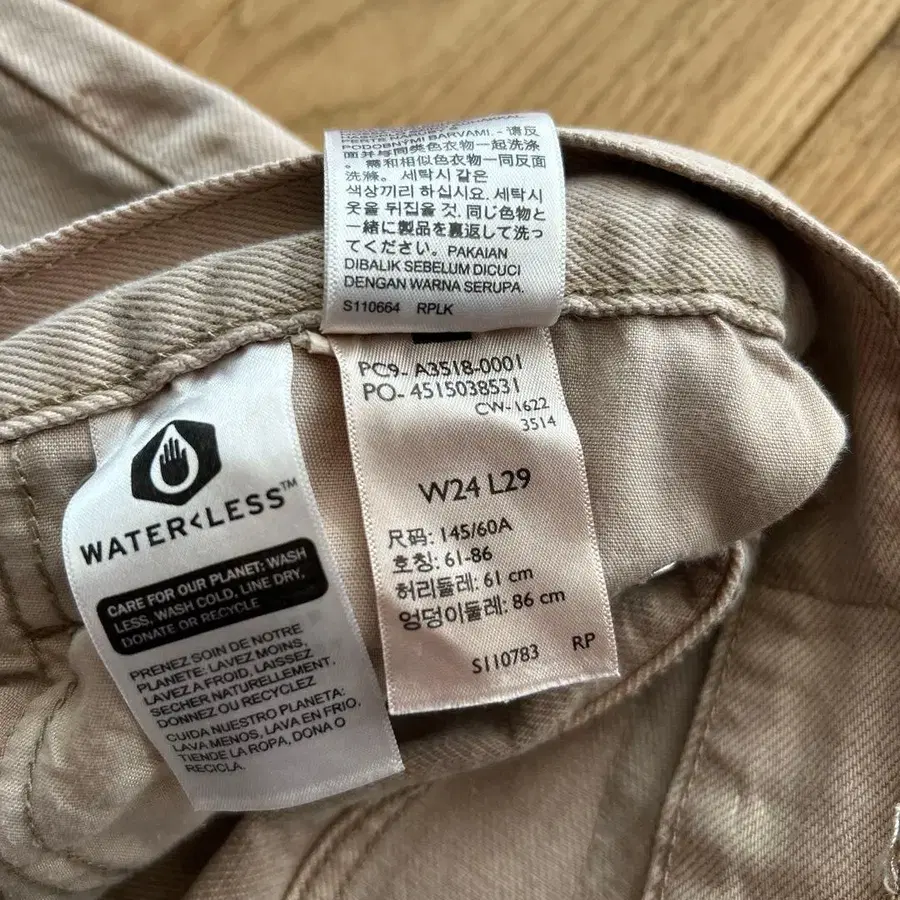 PODOBNÝMI BARVAMI. - 请反
面并与同类色衣物一起洗涤
。需和相似色衣物一同反面
洗滌。 세탁시 같은
색상끼리 하십시요. 세탁시
옷을 뒤집을 것. 同じ色物と
一緒に製品を裏返して洗っ
てください。 PAKAIAN
DIBALIK SEBELUM DICUCI
DENGAN WARNA SERUPA.
S110664 RPLK
PC9- A3518-0001
PO- 4515038531
CW-1622
3514
W24 L29
尺码: 145/60A
호칭: 61-86
허리둘레: 61 cm
엉덩이둘레: 86 cm
S110783 RP
WATER<LESS™
CARE FOR OUR PLANET: WASH
LESS, WASH COLD, LINE DRY,
DONATE OR RECYCLE
PRENEZ SOIN DE NOTRE
PLANETE: LAVEZ MOINS,
LAVEZ A FROID, LAISSEZ
SECHER NATURELLEMENT,
DONNEZ OU RECYCLEZ
CUIDA NUESTRO PLANETA:
LAVA MENOS, LAVA EN FRIO,
TIENDE LA ROPA, DONA O
RECICLA.